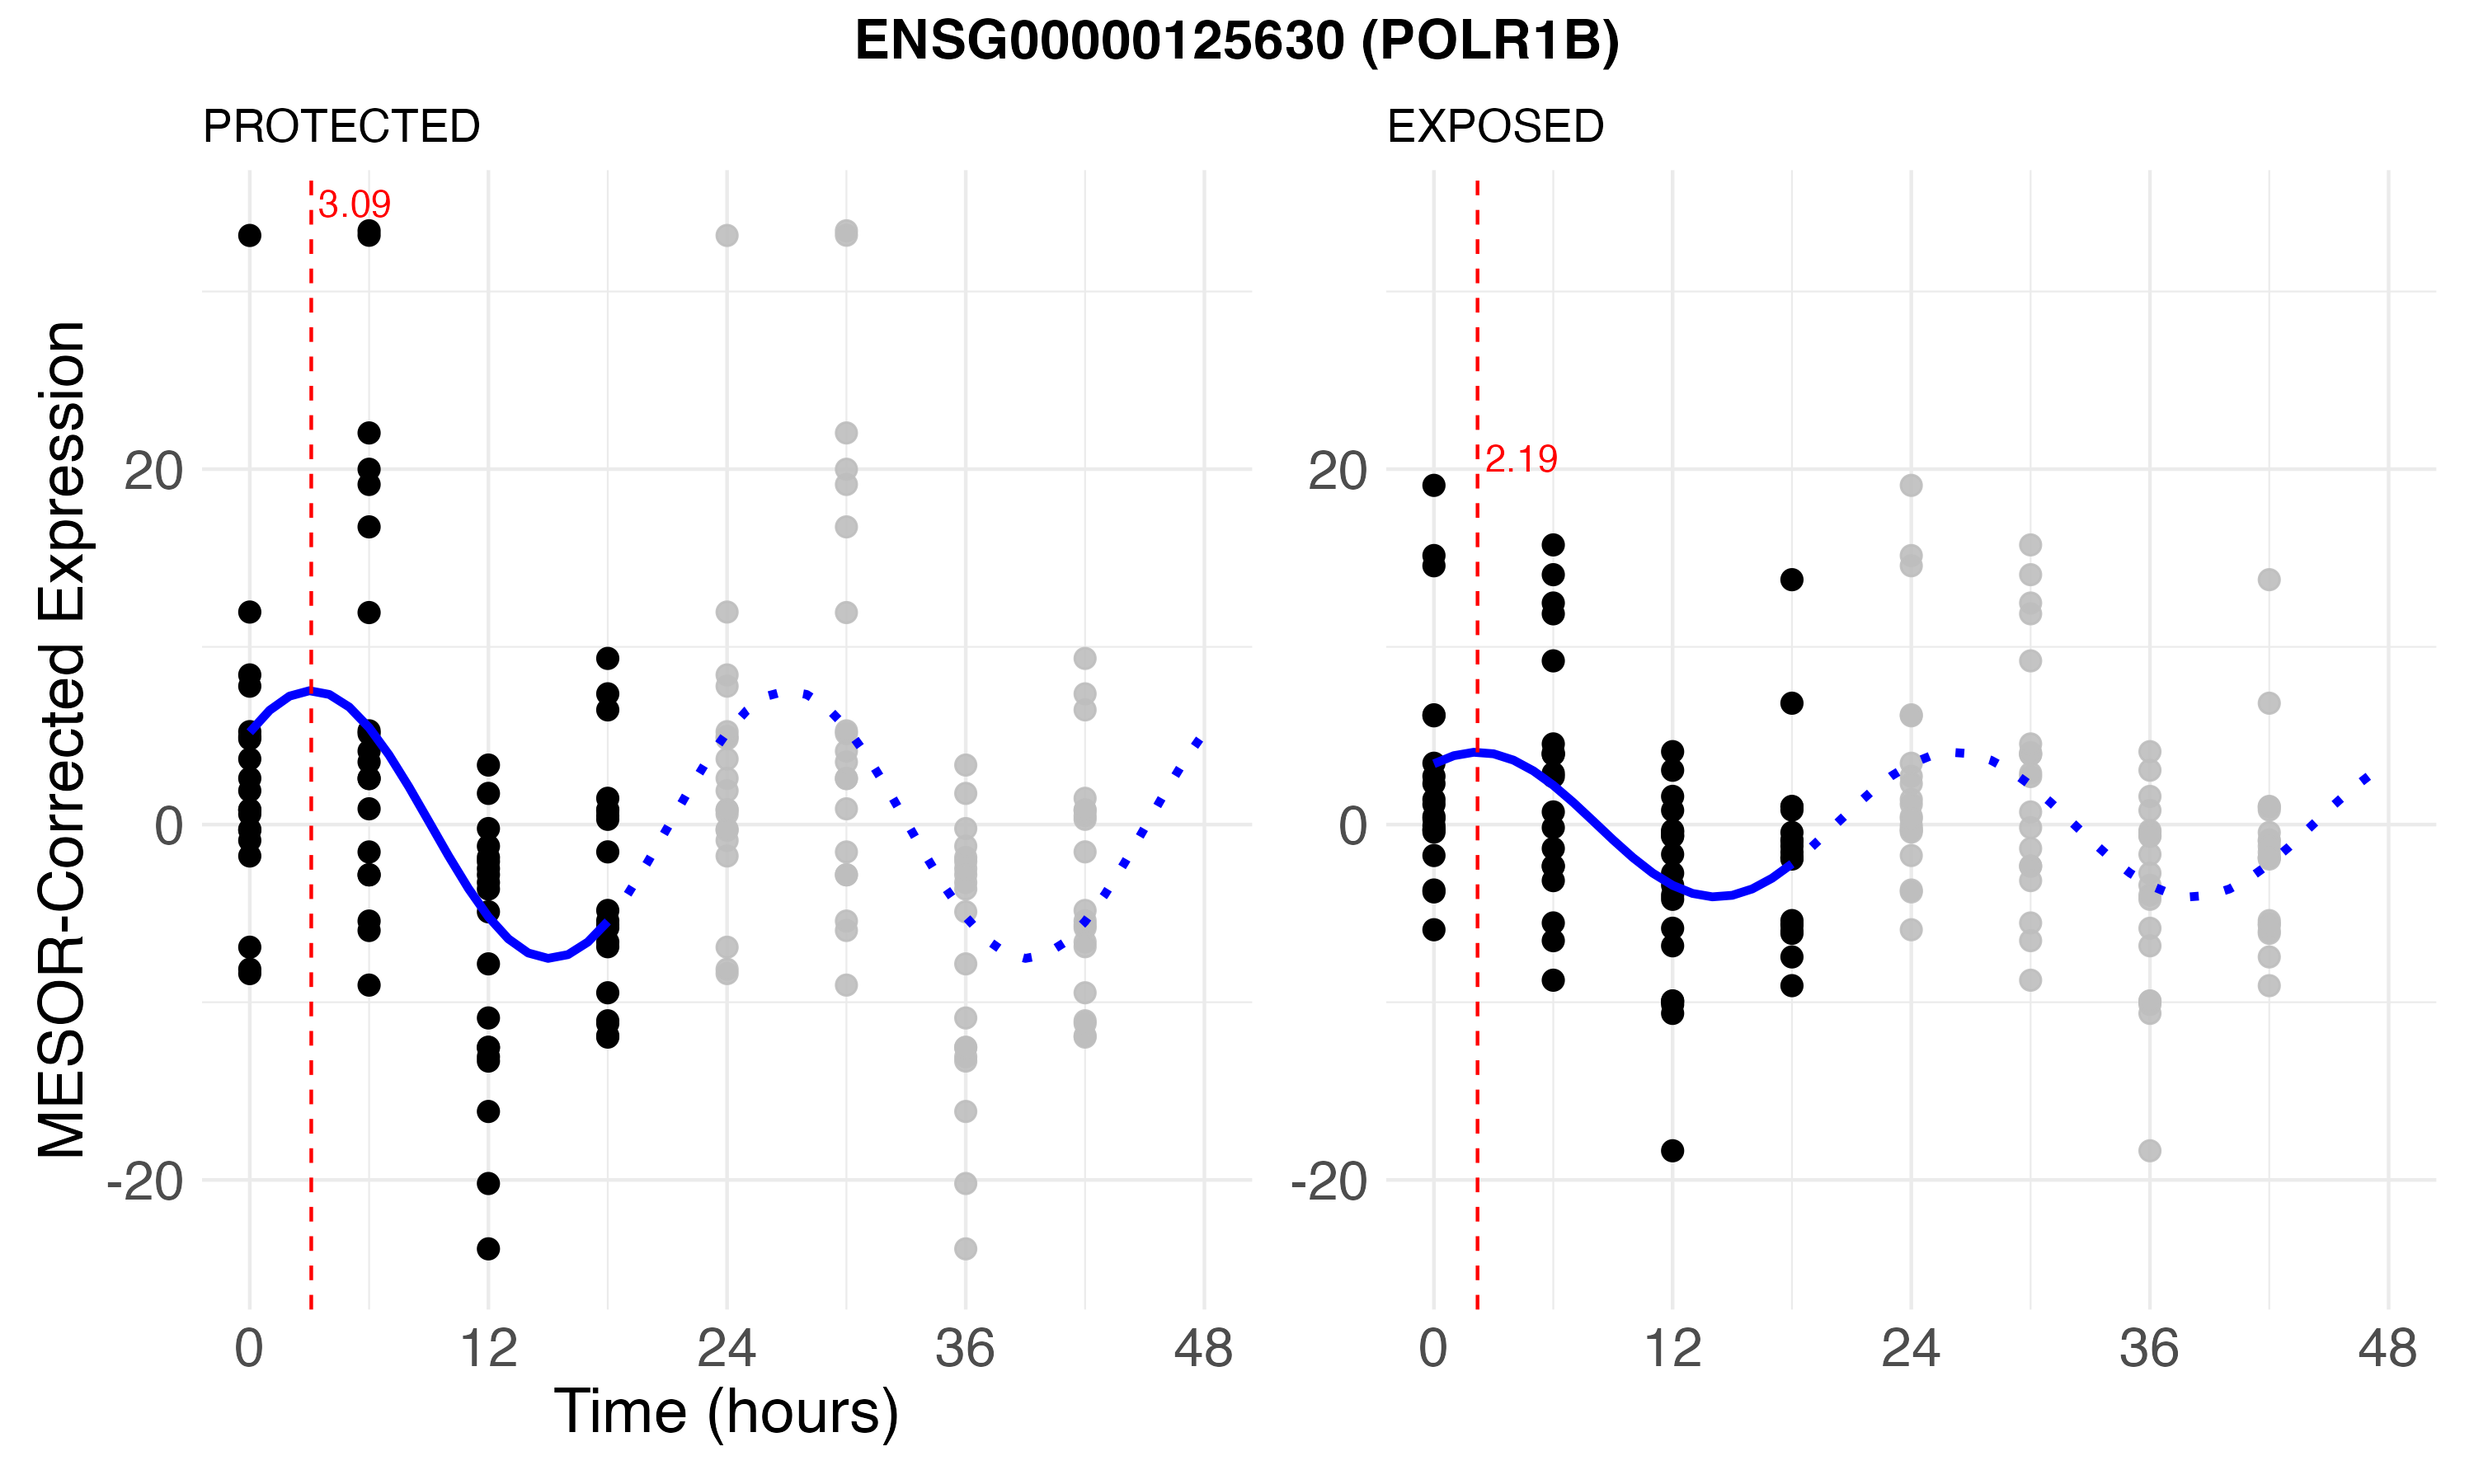 ENSG00000125630 (POLR1B)
PROTECTED
EXPOSED
MESOR-Corrected Expression
3.09
20
0
-20
0 12 24 36 48
2.19
20
0
-20
0 12 24 36 48
Time (hours)